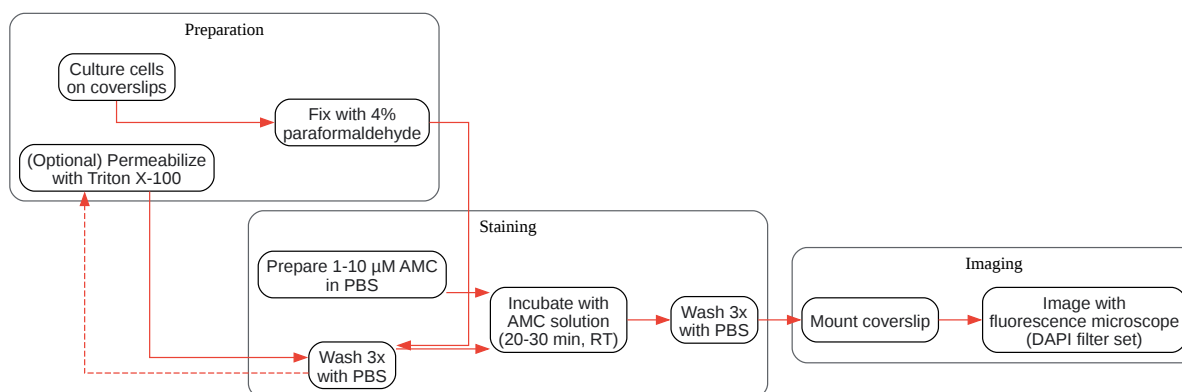 Preparation
Culture cells
on coverslips
Fix with 4%
paraformaldehyde
(Optional) Permeabilize
with Triton X-100
Staining
Prepare 1-10 µM AMC
in PBS
Wash 3x
with PBS
Incubate with
AMC solution
(20-30 min, RT)
Wash 3x
with PBS
Imaging
Mount coverslip
Image with
fluorescence microscope
(DAPI filter set)